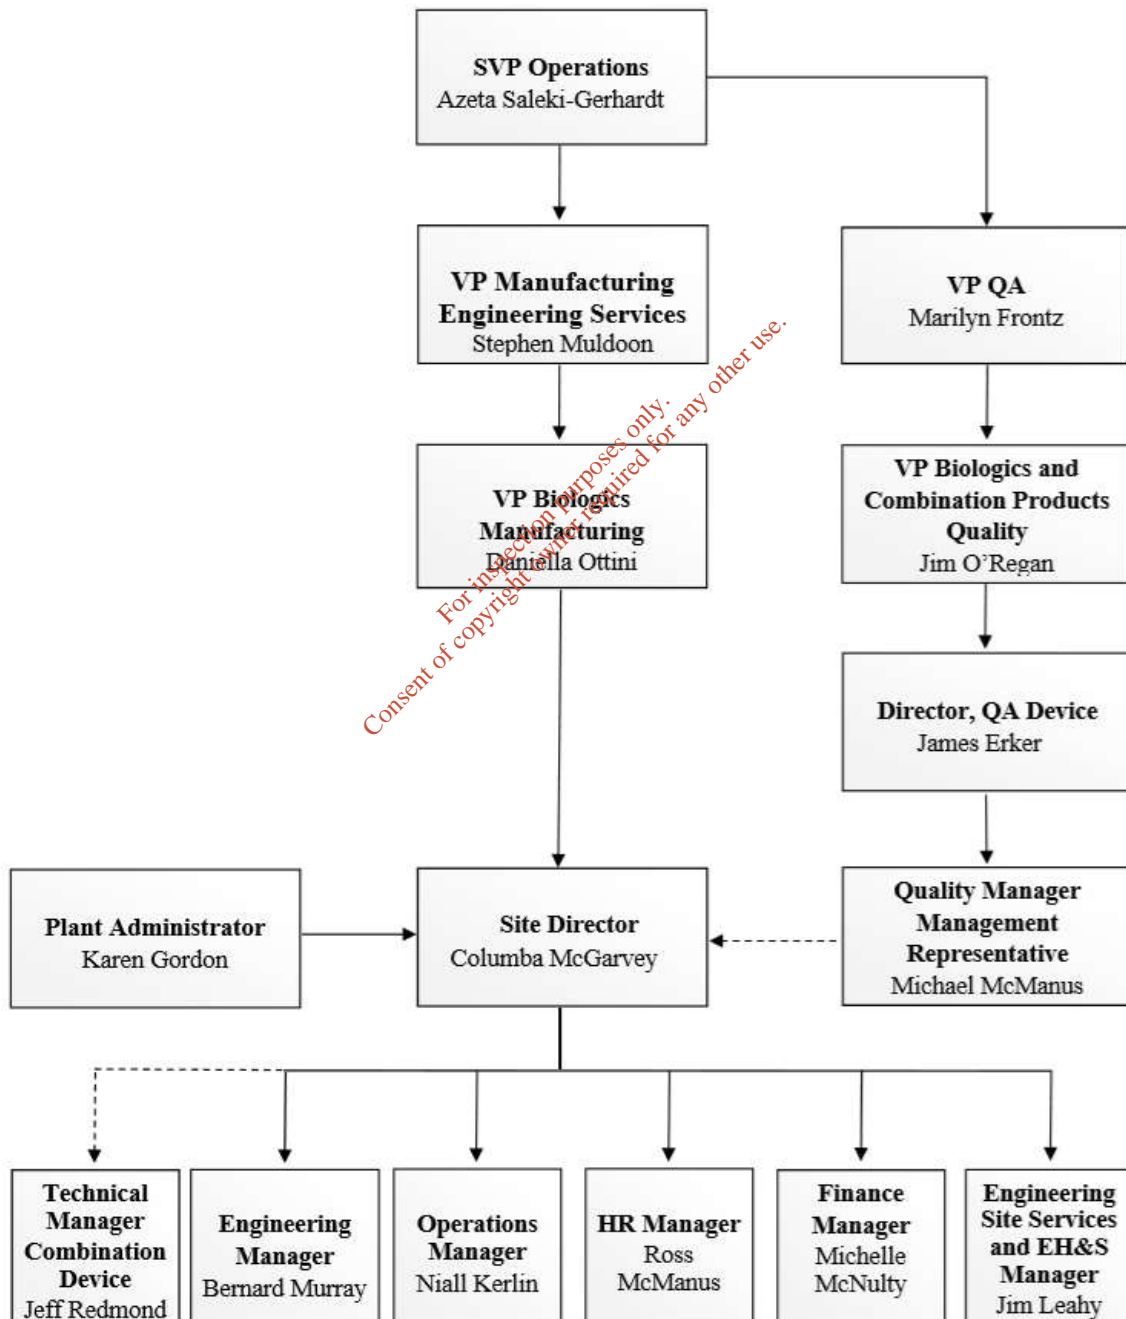 SVP Operations
Azeta Saleki-Gerhardt
VP Manufacturing
Engineering Services
Stephen Muldoon
VP QA
Marilyn Frontz
VP Biologics
Manufacturing
Daniella Ottini
VP Biologics and
Combination Products
Quality
Jim O'Regan
For inspection purposes only.
Consent of copyright owner required for any other use.
Director, QA Device
James Erker
Plant Administrator
Karen Gordon
Site Director
Columba McGarvey
Quality Manager
Management
Representative
Michael McManus
Technical
Manager
Combination
Device
Jeff Redmond
Engineering
Manager
Bernard Murray
Operations
Manager
Niall Kerlin
HR Manager
Ross
McManus
Finance
Manager
Michelle
McNulty
Engineering
Site Services
and EH&S
Manager
Jim Leahy